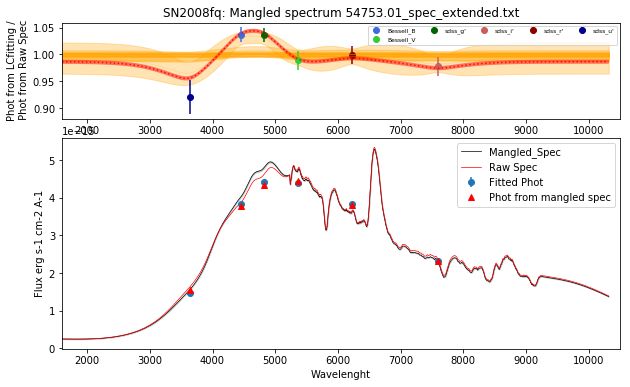 SN2008fq: Mangled spectrum 54753.01_spec_extended.txt
Phot from LCfitting /
Phot from Raw Spec
1.05
1.00
0.95
0.90
Bessell_B
Bessell_V
sdss_g'
sdss_i'
sdss_r'
sdss_u'
2000 3000 4000 5000 6000 7000 8000 9000 10000
1e−15
Flux erg s-1 cm-2 A-1
5
4
3
2
1
0
Mangled_Spec
Raw Spec
Fitted Phot
Phot from mangled spec
2000 3000 4000 5000 6000 7000 8000 9000 10000
Wavelenght